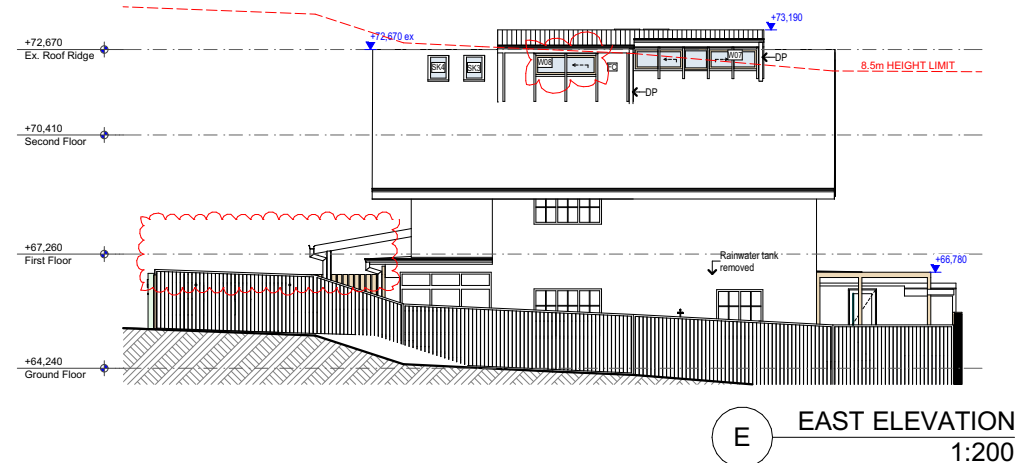 +73,190
+72,670
Ex. Roof Ridge
+72,670 ex
SK4
SK3
W08
FC
W07
DP
8.5m HEIGHT LIMIT
DP
+70,410
Second Floor
+67,260
First Floor
Rainwater tank
removed
+66,780
+64,240
Ground Floor
E
EAST ELEVATION
1:200